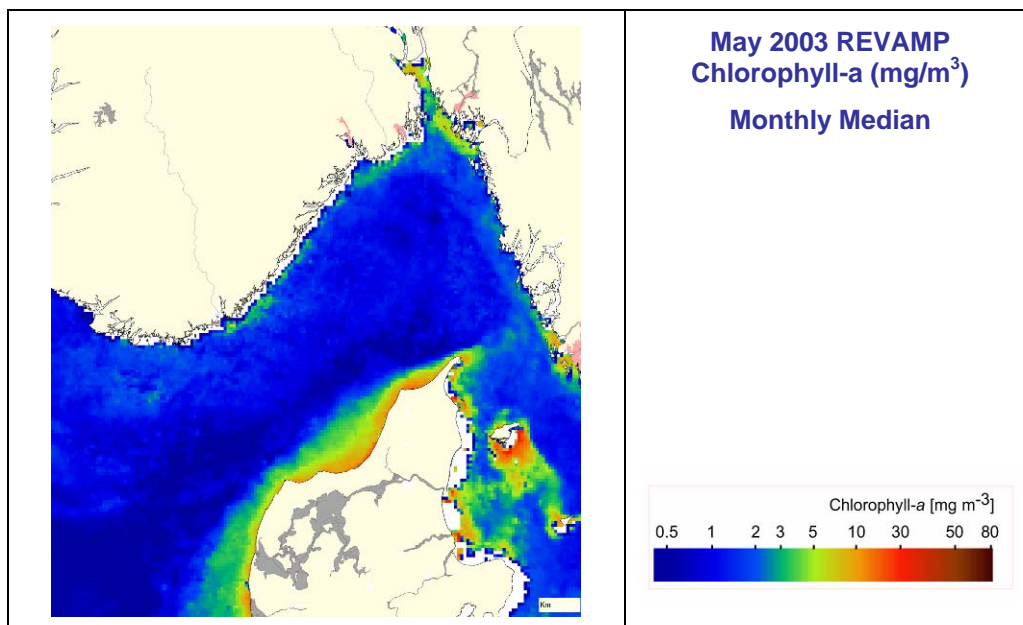 May 2003 REVAMP
Chlorophyll-a (mg/m³)
Monthly Median
Chlorophyll-a [mg m⁻³]
0.5 1 2 3 5 10 30 50 80
Km